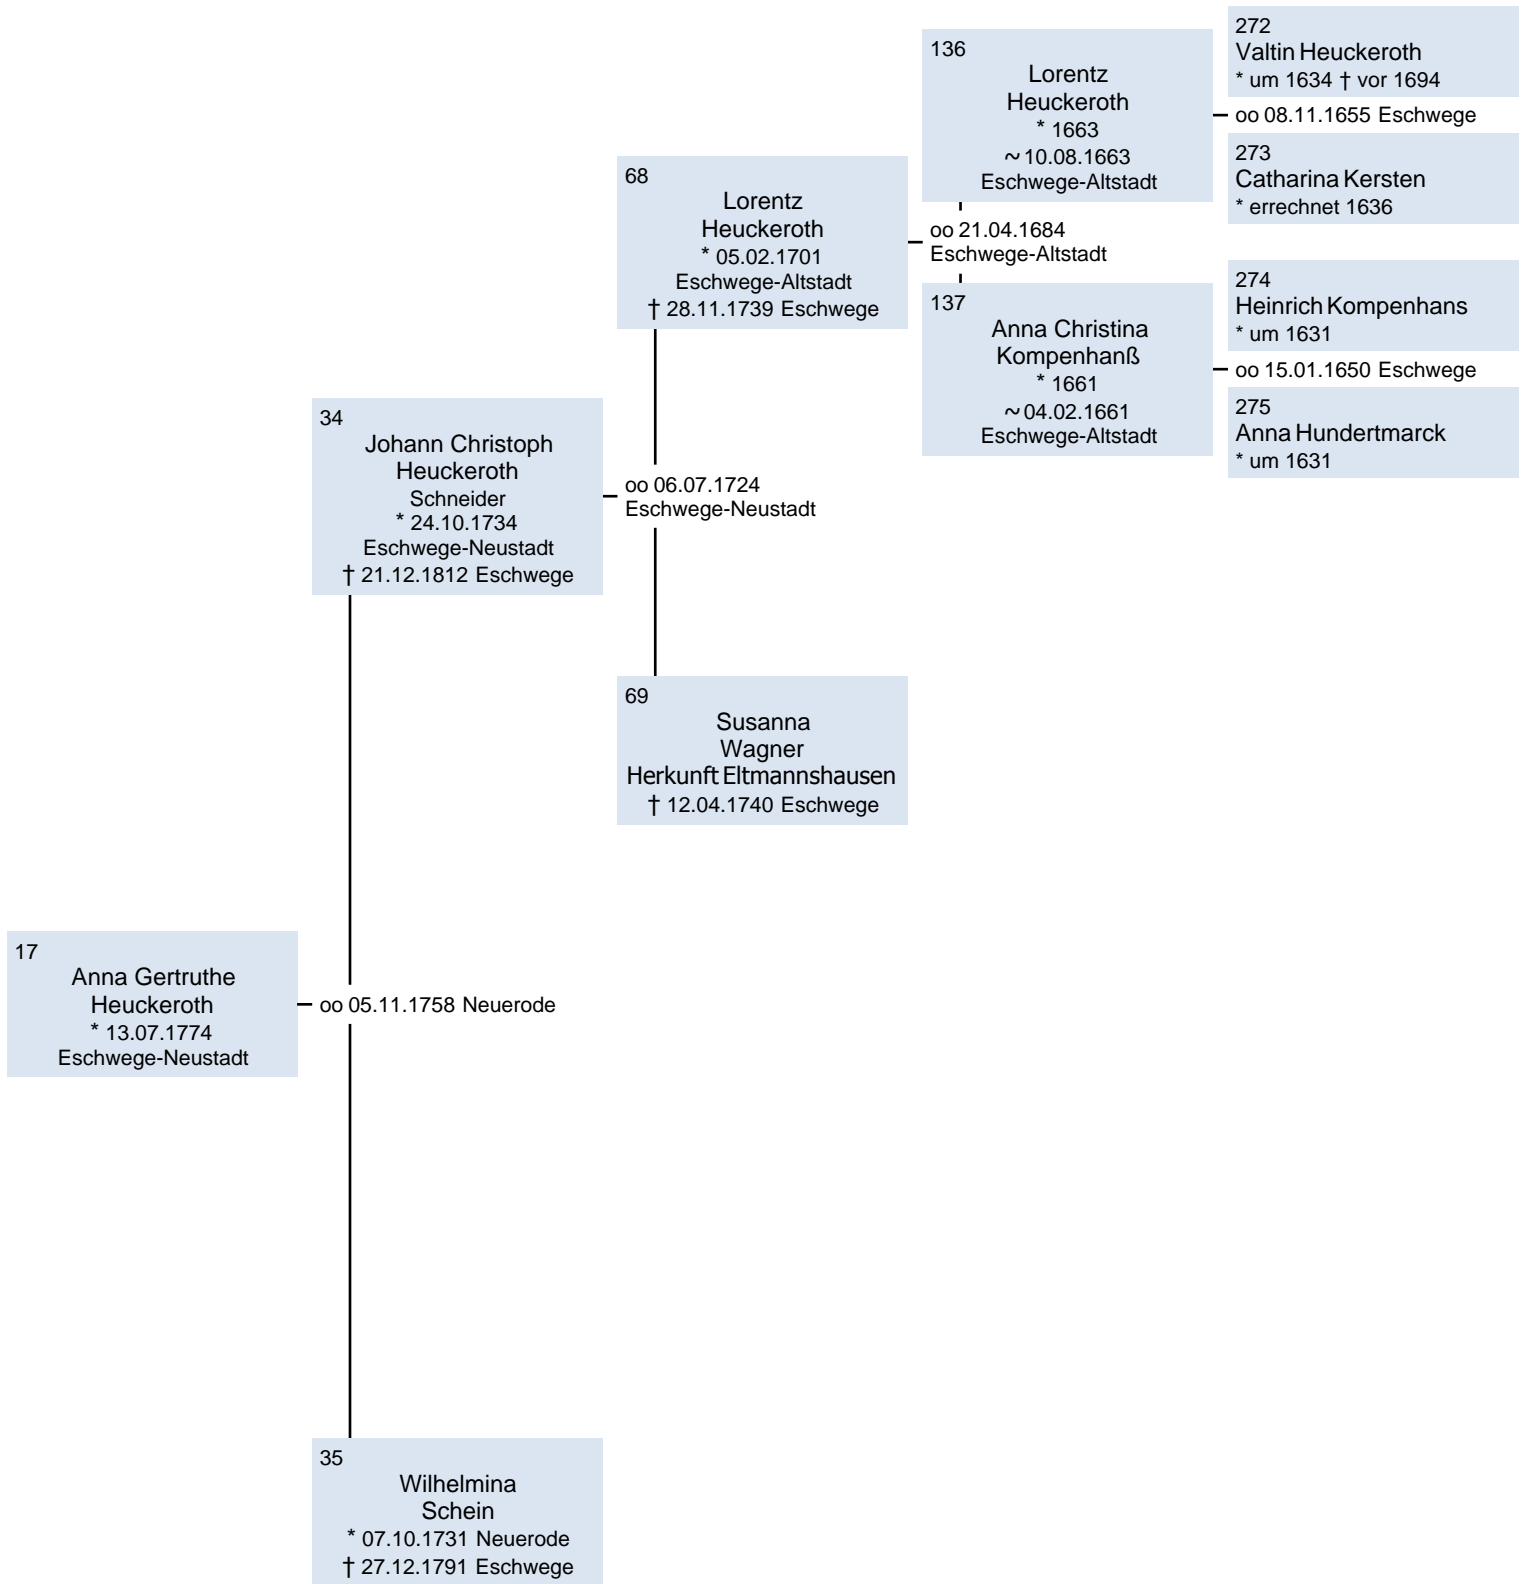 272
Valtin Heuckeroth
* um 1634 † vor 1694
oo 08.11.1655 Eschwege
273
Catharina Kersten
* errechnet 1636
136
Lorentz
Heuckeroth
* 1663
~ 10.08.1663
Eschwege-Altstadt
68
Lorentz
Heuckeroth
* 05.02.1701
Eschwege-Altstadt
† 28.11.1739 Eschwege
oo 21.04.1684
Eschwege-Altstadt
274
Heinrich Kompenhans
* um 1631
oo 15.01.1650 Eschwege
275
Anna Hundertmarck
* um 1631
137
Anna Christina
Kompenhanß
* 1661
~ 04.02.1661
Eschwege-Altstadt
34
Johann Christoph
Heuckeroth
Schneider
* 24.10.1734
Eschwege-Neustadt
† 21.12.1812 Eschwege
oo 06.07.1724
Eschwege-Neustadt
69
Susanna
Wagner
Herkunft Eltmannshausen
† 12.04.1740 Eschwege
17
Anna Gertruthe
Heuckeroth
* 13.07.1774
Eschwege-Neustadt
oo 05.11.1758 Neuerode
35
Wilhelmina
Schein
* 07.10.1731 Neuerode
† 27.12.1791 Eschwege